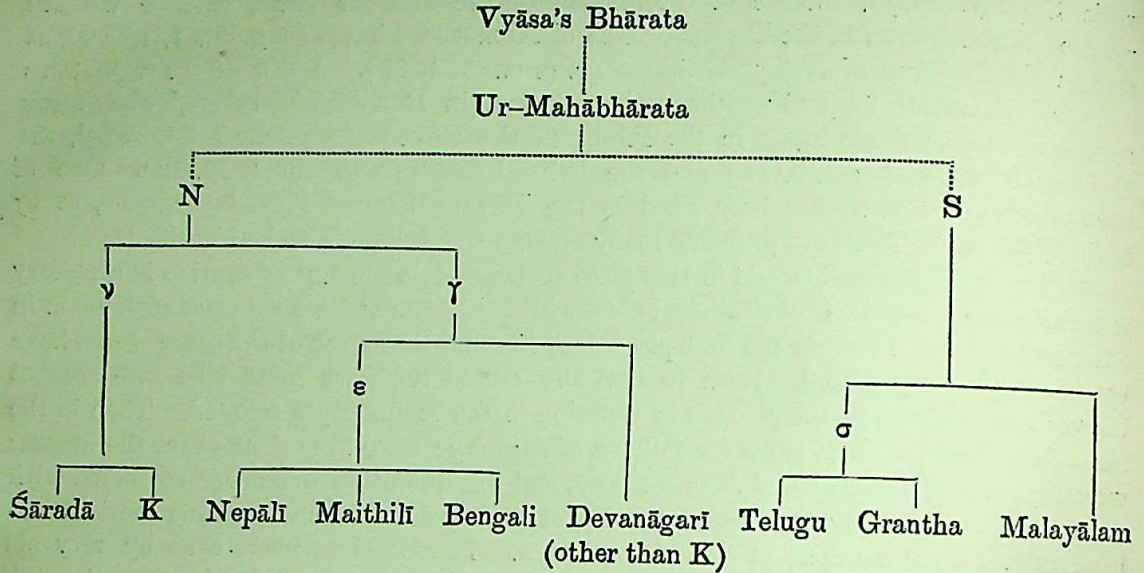 Vyāsa's Bhārata
Ur–Mahābhārata
N
S
ν
γ
ε
σ
Śāradā K Nepālī Maithilī Bengali Devanāgarī Telugu Grantha Malayālam
(other than K)